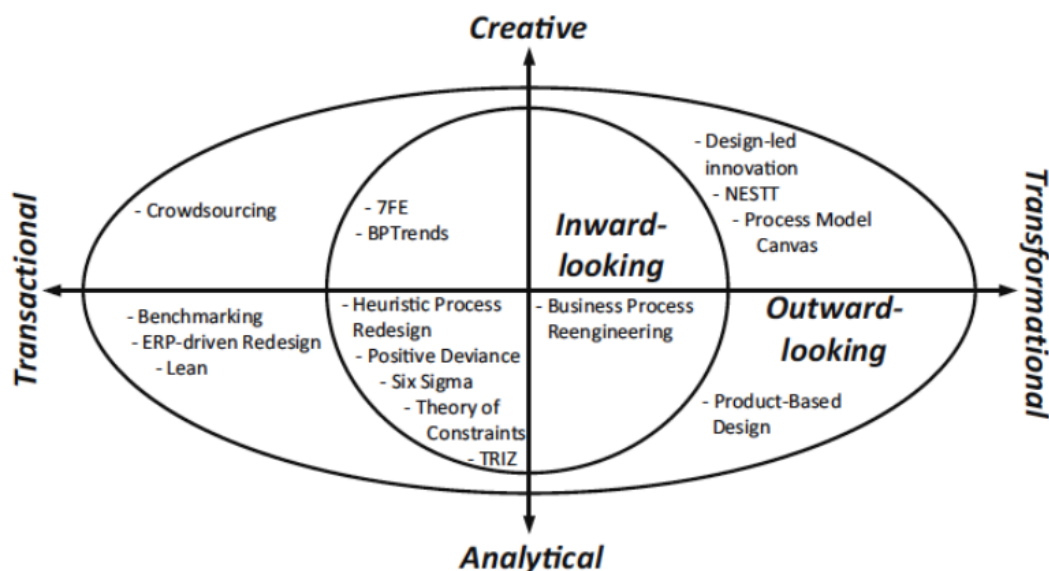 Creative
- Design-led
innovation
- NESTT
- Process Model
Canvas
- Crowdsourcing
- 7FE
- BPTrends
Inward-
looking
Transactional
Transformational
- Benchmarking
- ERP-driven Redesign
- Lean
- Heuristic Process
Redesign
- Positive Deviance
- Six Sigma
- Theory of
Constraints
- TRIZ
- Business Process
Reengineering
Outward-
looking
- Product-Based
Design
Analytical